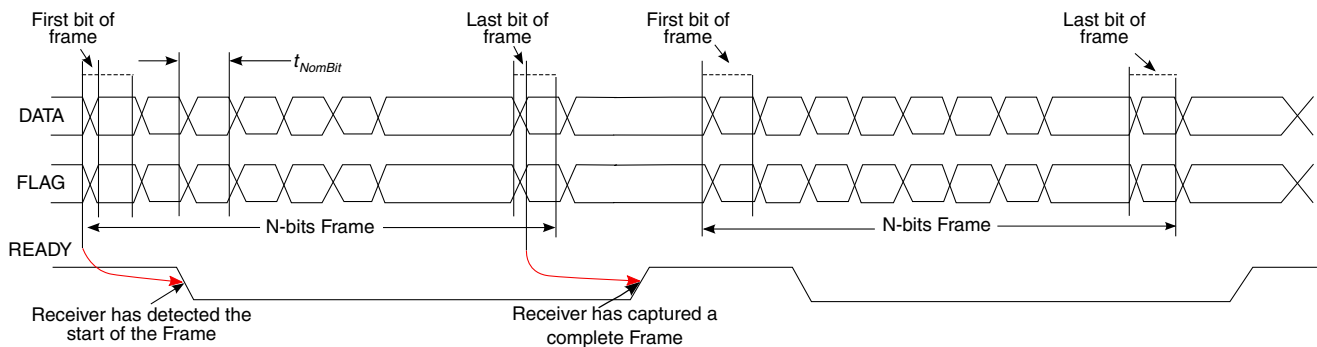 First bit of
frame
t_NomBit
Last bit of
frame
First bit of
frame
Last bit of
frame
DATA
FLAG
N-bits Frame
N-bits Frame
READY
Receiver has detected the
start of the Frame
Receiver has captured a
complete Frame